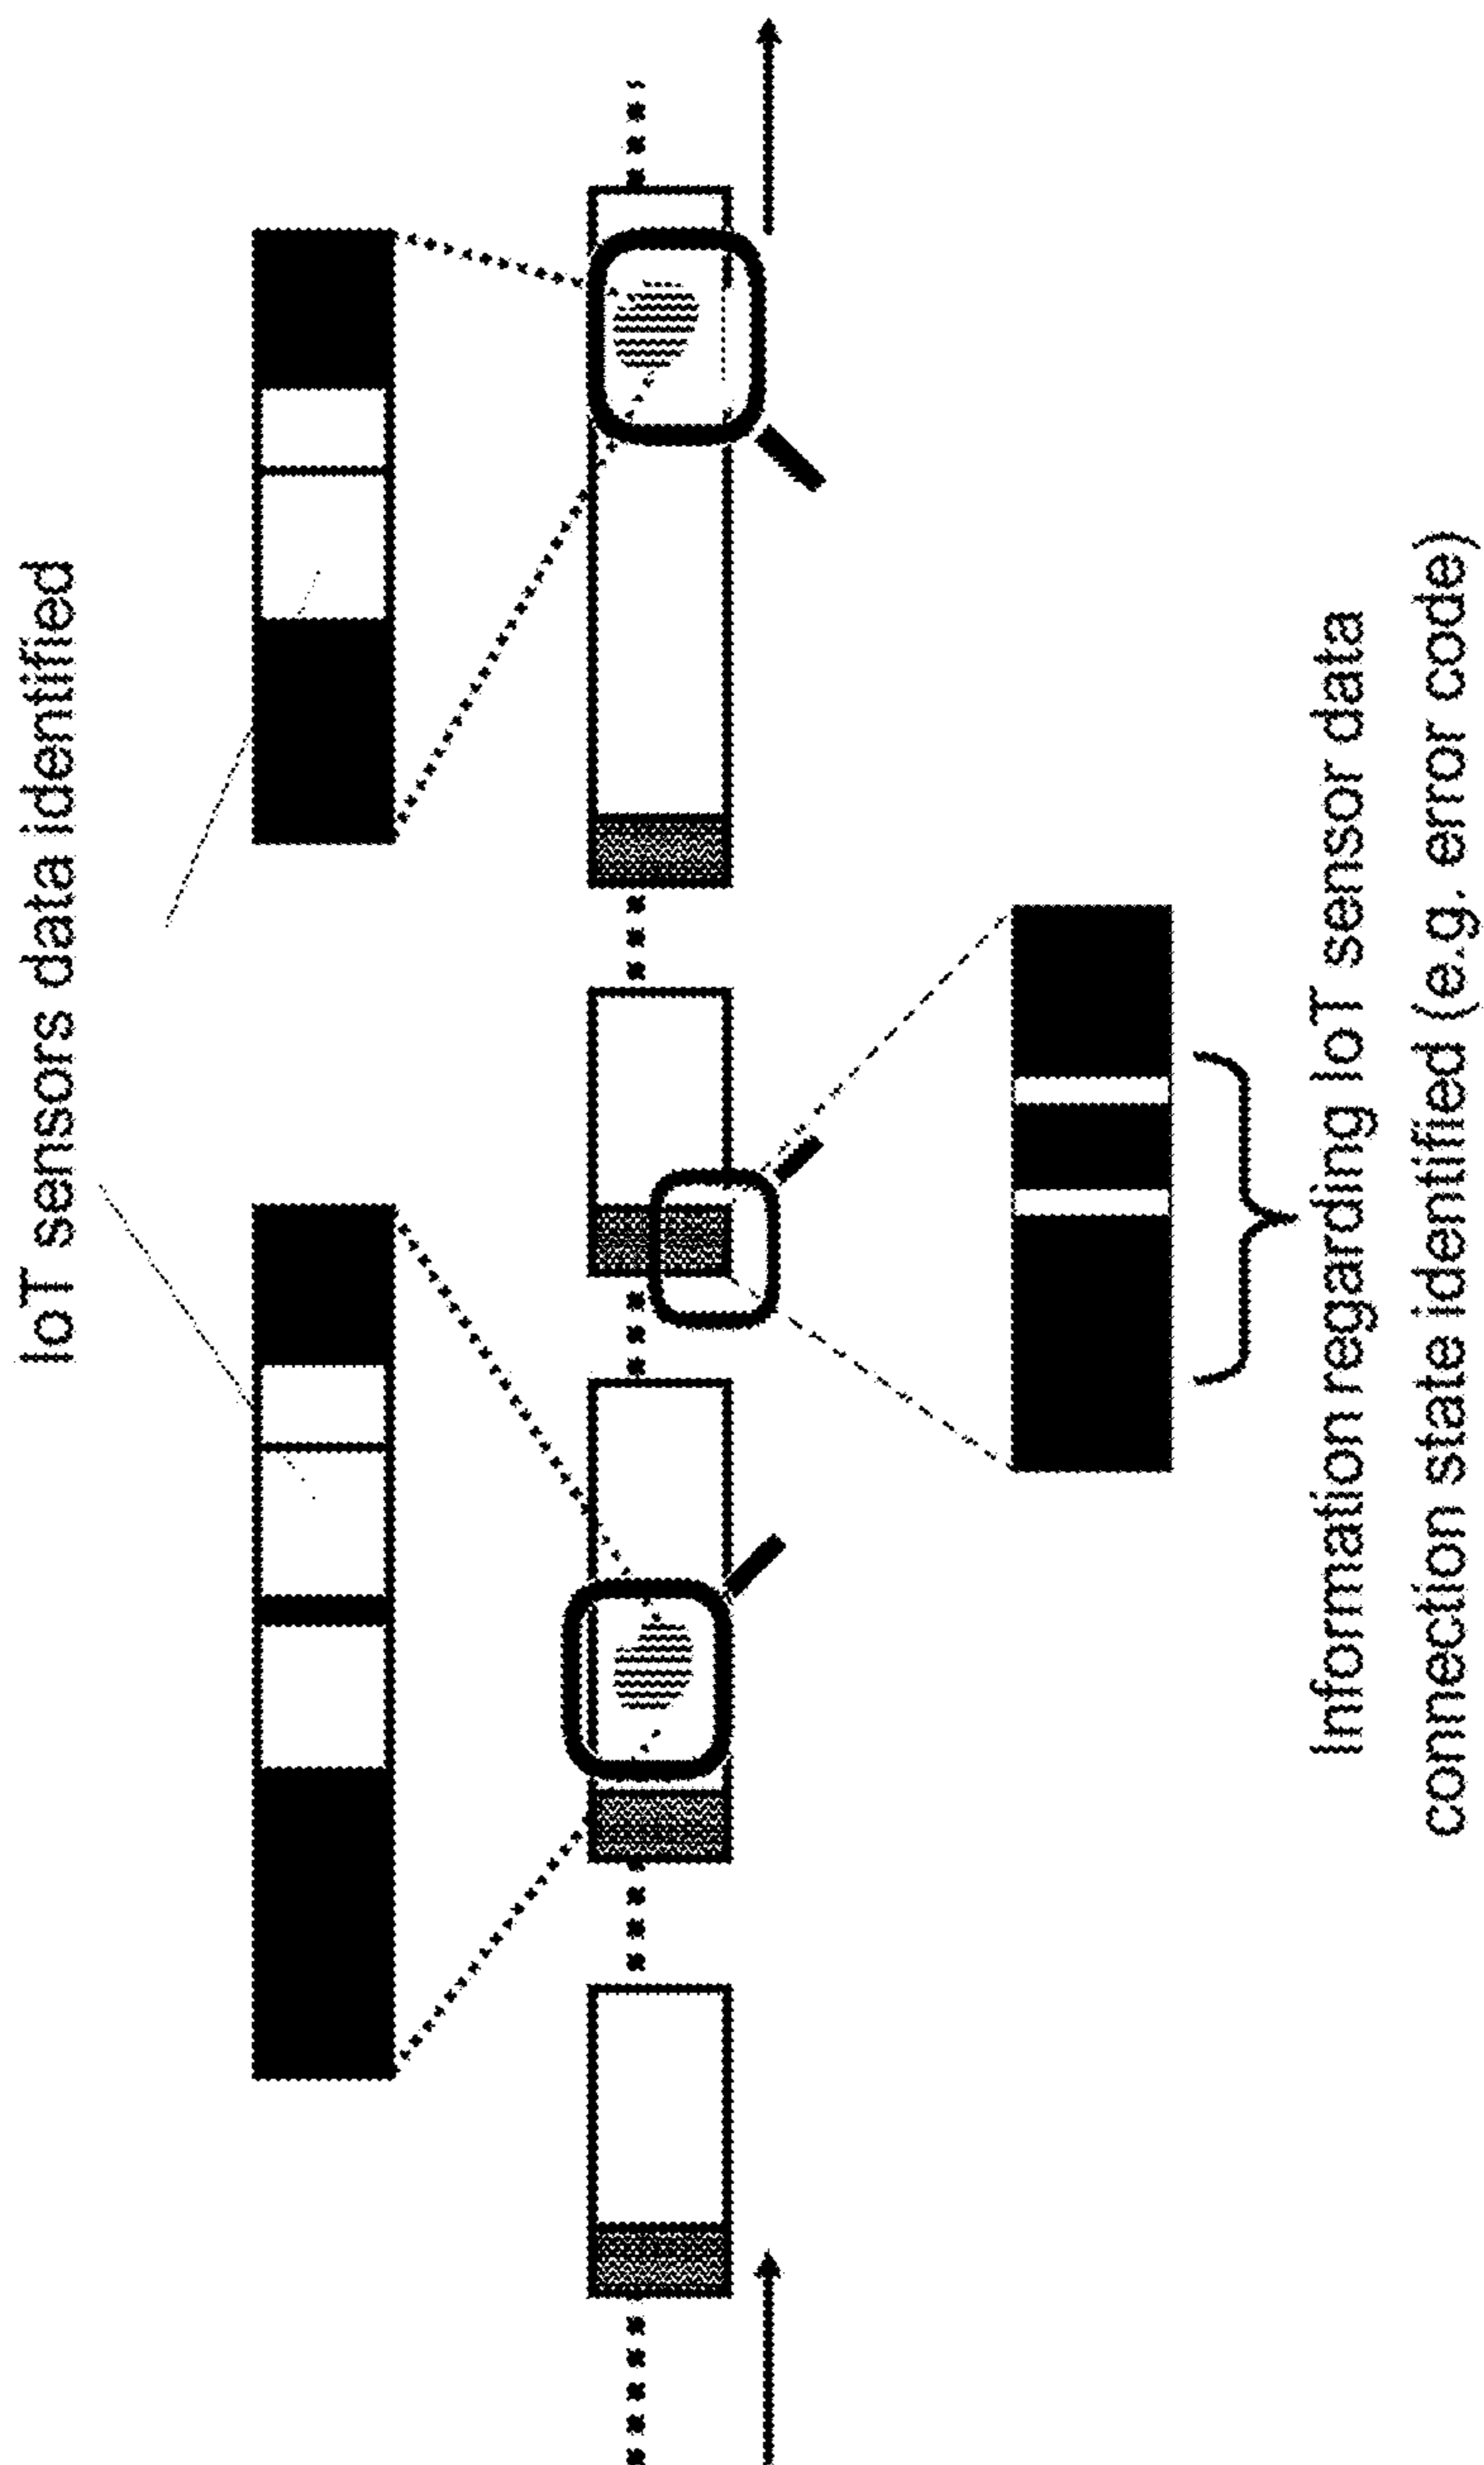 IoT sensors data identified
Information regarding IoT sensor data
connection state identified (e.g. error code)